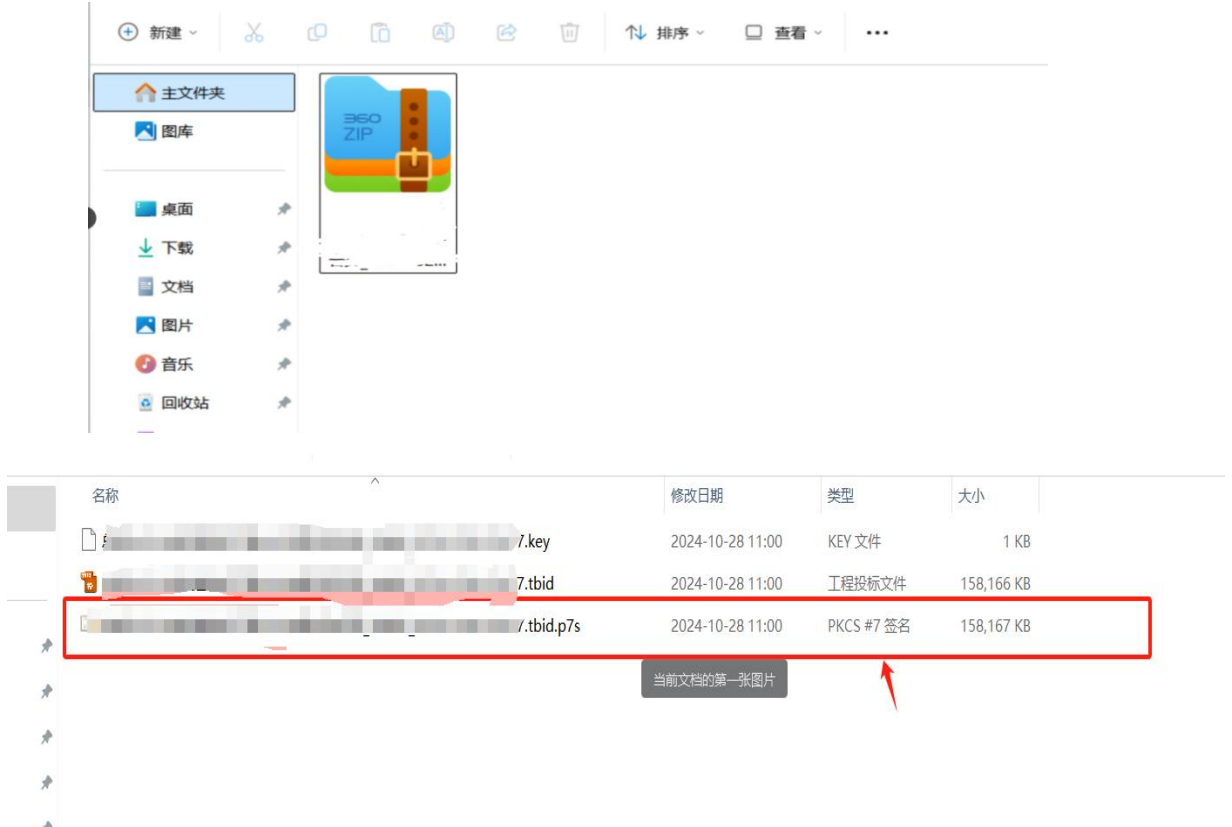 新建 排序 查看 •••
主文件夹
360
ZIP
图库
桌面
下载
文档
图片
音乐
回收站
名称 修改日期 类型 大小
7.key 2024-10-28 11:00 KEY 文件 1 KB
7.tbid 2024-10-28 11:00 工程投标文件 158,166 KB
7.tbid.p7s 2024-10-28 11:00 PKCS #7 签名 158,167 KB
当前文档的第一张图片